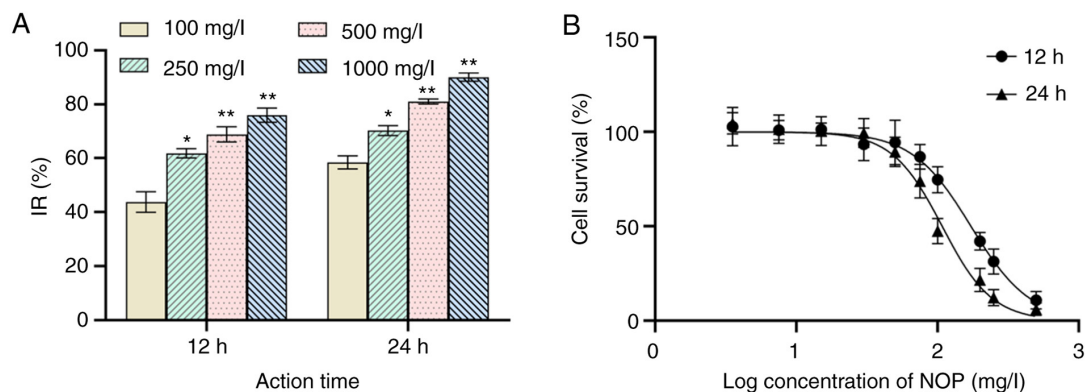 A
100 mg/l
500 mg/l
250 mg/l
1000 mg/l
100
80
60
40
20
0
IR (%)
*
**
**
*
**
**
12 h
24 h
Action time
B
150
100
50
0
Cell survival (%)
12 h
24 h
0
1
2
3
Log concentration of NOP (mg/l)